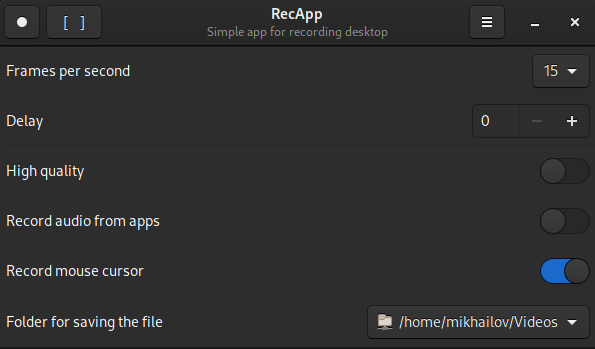 RecApp
Simple app for recording desktop
[ ]
Frames per second
15
Delay
0
High quality
Record audio from apps
Record mouse cursor
Folder for saving the file
/home/mikhailov/Videos